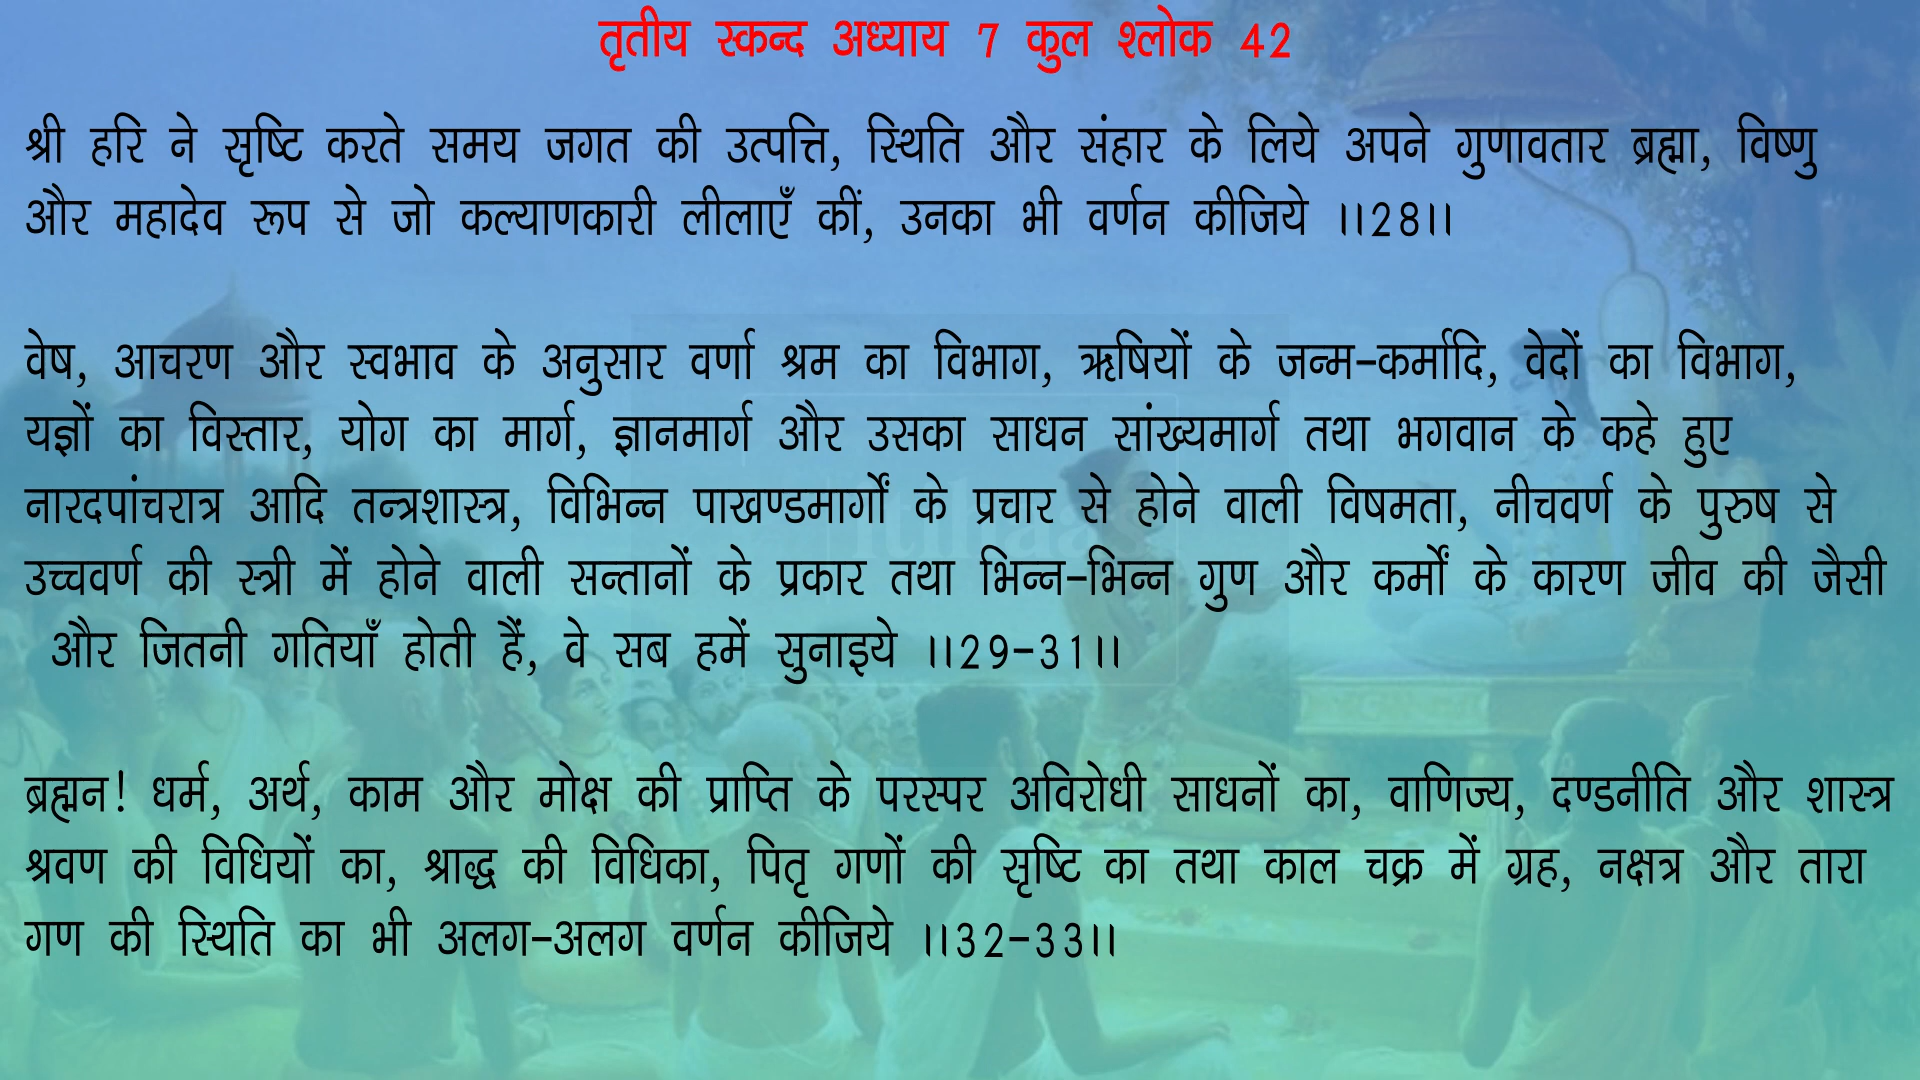 तृतीय स्कन्द अध्याय 7 कुल श्लोक 42
श्री हरि ने सृष्टि करते समय जगत की उत्पत्ति, स्थिति और संहार के लिये अपने गुणावतार ब्रह्मा, विष्णु
और महादेव रूप से जो कल्याणकारी लीलाएँ कीं, उनका भी वर्णन कीजिये ।।28।।
वेष, आचरण और स्वभाव के अनुसार वर्णा श्रम का विभाग, ऋषियों के जन्म-कर्मादि, वेदों का विभाग,
यज्ञों का विस्तार, योग का मार्ग, ज्ञानमार्ग और उसका साधन सांख्यमार्ग तथा भगवान के कहे हुए
नारदपांचरात्र आदि तन्त्रशास्त्र, विभिन्न पाखण्डमार्गों के प्रचार से होने वाली विषमता, नीचवर्ण के पुरुष से
उच्चवर्ण की स्त्री में होने वाली सन्तानों के प्रकार तथा भिन्न-भिन्न गुण और कर्मों के कारण जीव की जैसी
और जितनी गतियाँ होती हैं, वे सब हमें सुनाइये ।।29-31।।
ब्रह्मन! धर्म, अर्थ, काम और मोक्ष की प्राप्ति के परस्पर अविरोधी साधनों का, वाणिज्य, दण्डनीति और शास्त्र
श्रवण की विधियों का, श्राद्ध की विधिका, पितृ गणों की सृष्टि का तथा काल चक्र में ग्रह, नक्षत्र और तारा
गण की स्थिति का भी अलग-अलग वर्णन कीजिये ।।32-33।।